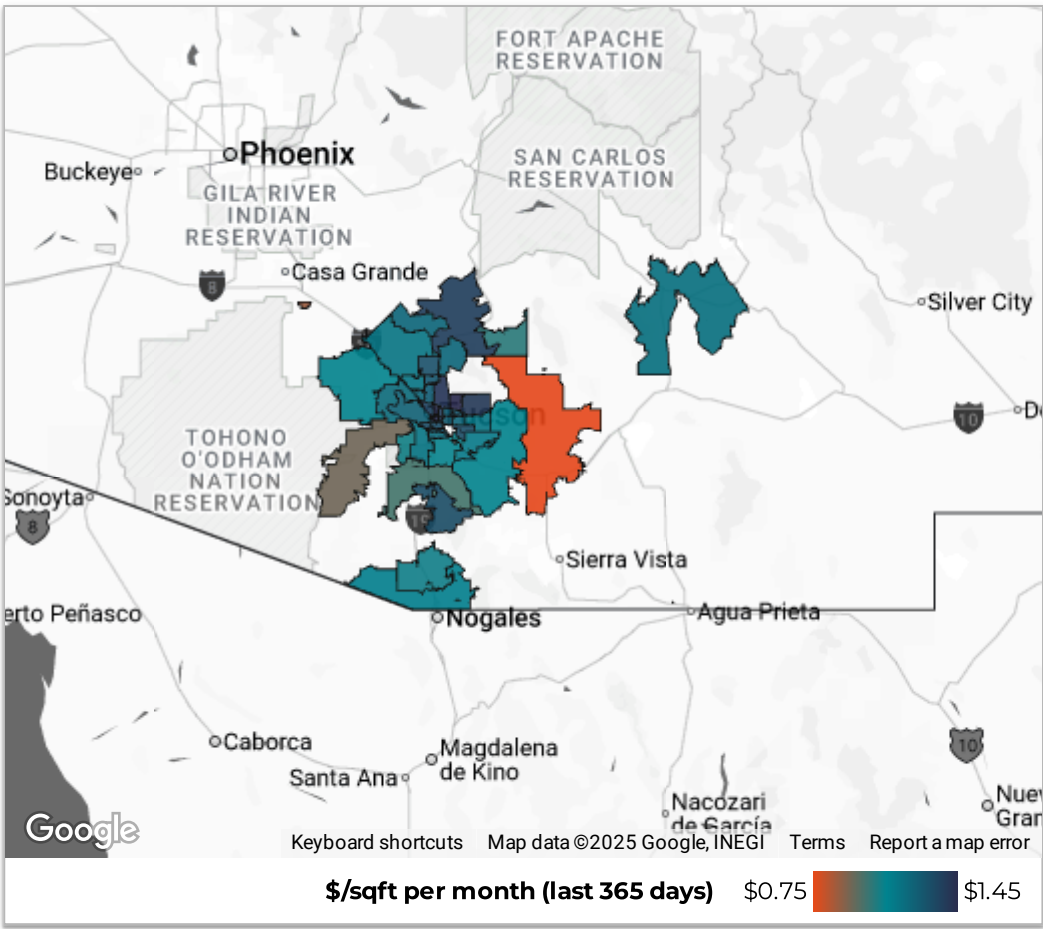 FORT APACHE
RESERVATION
Phoenix
Buckeye
SAN CARLOS
RESERVATION
GILA RIVER
INDIAN
RESERVATION
8
Casa Grande
Silver City
Tucson
10
TOHONO
O'ODHAM
NATION
RESERVATION
Sonoyta
8
Sierra Vista
Nogales
Agua Prieta
erto Peñasco
Caborca
Magdalena
de Kino
10
Santa Ana
Nacozari
de García
Google
Keyboard shortcuts Map data ©2025 Google, INEGI Terms Report a map error
$/sqft per month (last 365 days) $0.75 $1.45